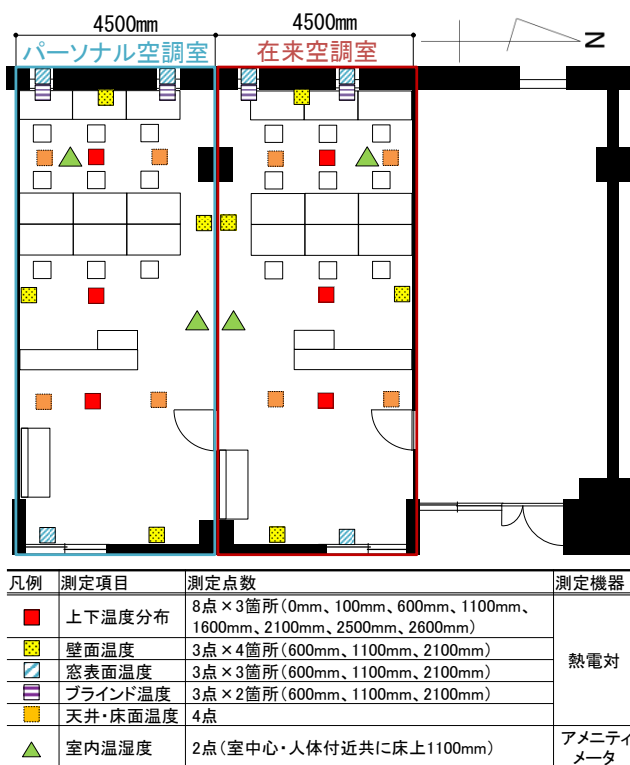 4500mm 4500mm
パーソナル空調室 在来空調室
N
凡例 測定項目 測定点数 測定機器
上下温度分布 8点×3箇所(0mm、100mm、600mm、1100mm、
1600mm、2100mm、2500mm、2600mm)
壁面温度 3点×4箇所(600mm、1100mm、2100mm)
窓表面温度 3点×3箇所(600mm、1100mm、2100mm)
ブラインド温度 3点×2箇所(600mm、1100mm、2100mm)
天井・床面温度 4点
熱電対
室内温湿度 2点(室中心・人体付近共に床上1100mm)
アメニティ
メータ